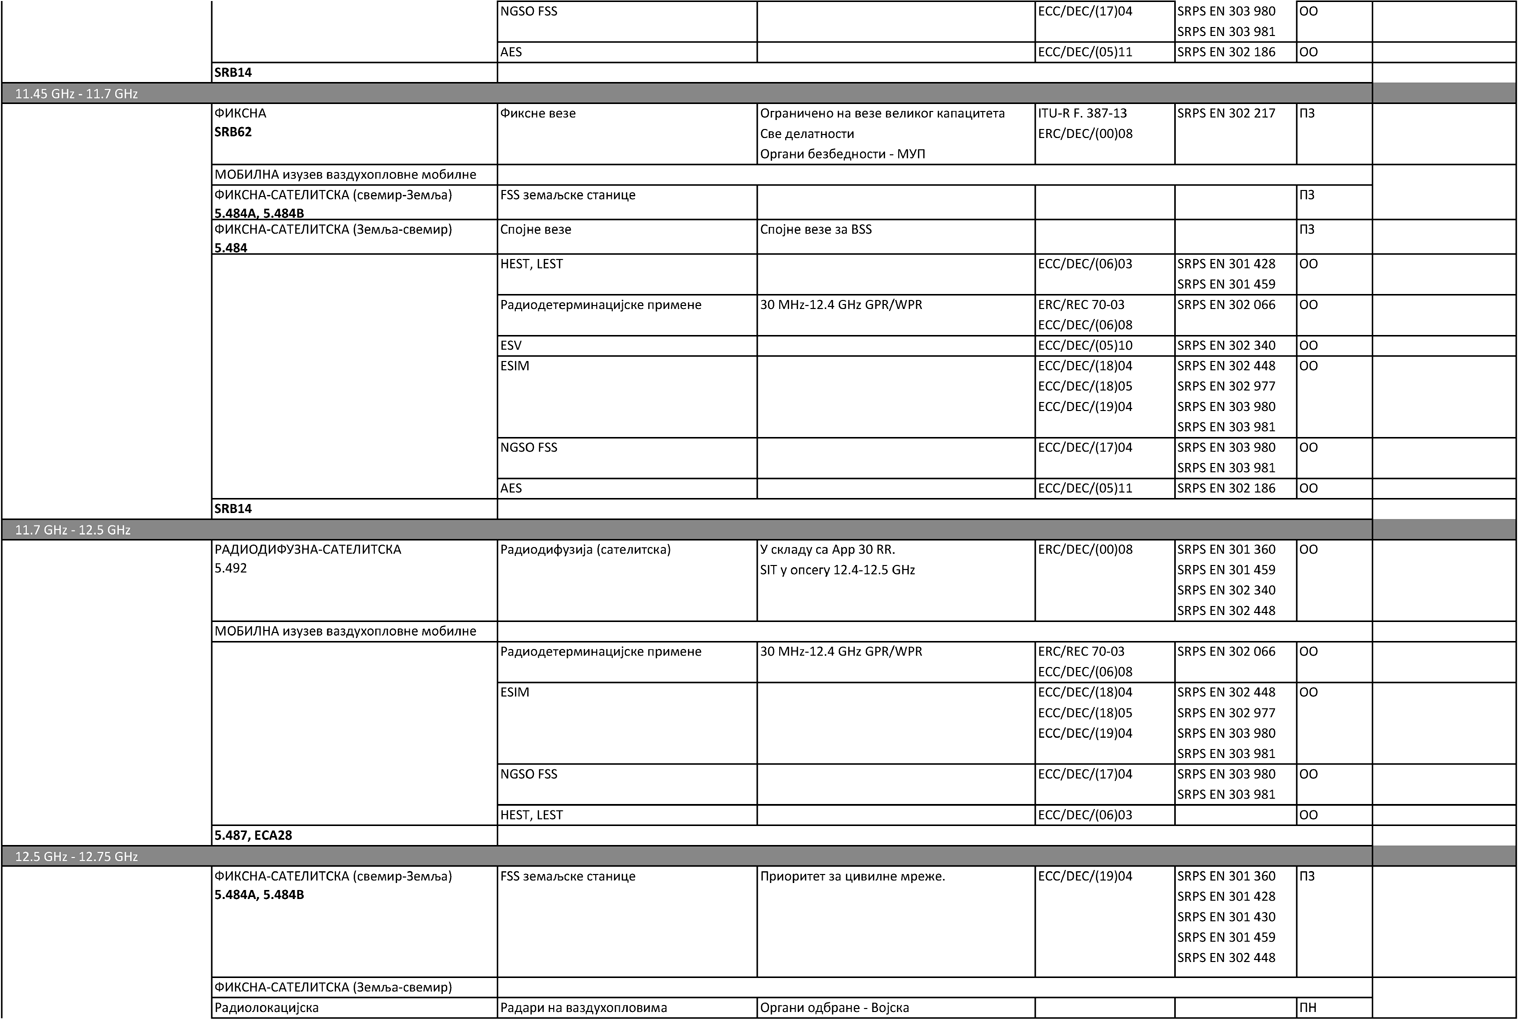 NGSO FSS ECC/DEC/(17)04 SRPS EN 303 980 ОО
SRPS EN 303 981
AES ECC/DEC/(05)11 SRPS EN 302 186 ОО
SRB14
11.45 GHz - 11.7 GHz
ФИКСНА Фиксне везе Ограничено на везе великог капацитета ITU-R F. 387-13 SRPS EN 302 217 ПЗ
SRB62 Све делатности ERC/DEC/(00)08
Органи безбедности - МУП
МОБИЛНА изузев ваздухопловне мобилне
ФИКСНА-САТЕЛИТСКА (свемир-Земља) FSS земаљске станице ПЗ
5.484A, 5.484B
ФИКСНА-САТЕЛИТСКА (Земља-свемир) Спојне везе Спојне везе за BSS ПЗ
5.484
HEST, LEST ECC/DEC/(06)03 SRPS EN 301 428 ОО
SRPS EN 301 459
Радиодетерминацијске примене 30 MHz-12.4 GHz GPR/WPR ERC/REC 70-03 SRPS EN 302 066 ОО
ECC/DEC/(06)08
ESV ECC/DEC/(05)10 SRPS EN 302 340 ОО
ESIM ECC/DEC/(18)04 SRPS EN 302 448 ОО
ECC/DEC/(18)05 SRPS EN 302 977
ECC/DEC/(19)04 SRPS EN 303 980
SRPS EN 303 981
NGSO FSS ECC/DEC/(17)04 SRPS EN 303 980 ОО
SRPS EN 303 981
AES ECC/DEC/(05)11 SRPS EN 302 186 ОО
SRB14
11.7 GHz - 12.5 GHz
РАДИОДИФУЗНА-САТЕЛИТСКА Радиодифузија (сателитска) У складу са App 30 RR. ERC/DEC/(00)08 SRPS EN 301 360 ОО
5.492 SIT у опсегу 12.4-12.5 GHz SRPS EN 301 459
SRPS EN 302 340
SRPS EN 302 448
МОБИЛНА изузев ваздухопловне мобилне
Радиодетерминацијске примене 30 MHz-12.4 GHz GPR/WPR ERC/REC 70-03 SRPS EN 302 066 ОО
ECC/DEC/(06)08
ESIM ECC/DEC/(18)04 SRPS EN 302 448 ОО
ECC/DEC/(18)05 SRPS EN 302 977
ECC/DEC/(19)04 SRPS EN 303 980
SRPS EN 303 981
NGSO FSS ECC/DEC/(17)04 SRPS EN 303 980 ОО
SRPS EN 303 981
HEST, LEST ECC/DEC/(06)03 ОО
5.487, ECA28
12.5 GHz - 12.75 GHz
ФИКСНА-САТЕЛИТСКА (свемир-Земља) FSS земаљске станице Приоритет за цивилне мреже. ECC/DEC/(19)04 SRPS EN 301 360 ПЗ
5.484A, 5.484B SRPS EN 301 428
SRPS EN 301 430
SRPS EN 301 459
SRPS EN 302 448
ФИКСНА-САТЕЛИТСКА (Земља-свемир)
Радиолокацијска Радари на ваздухопловима Органи одбране - Војска ПН